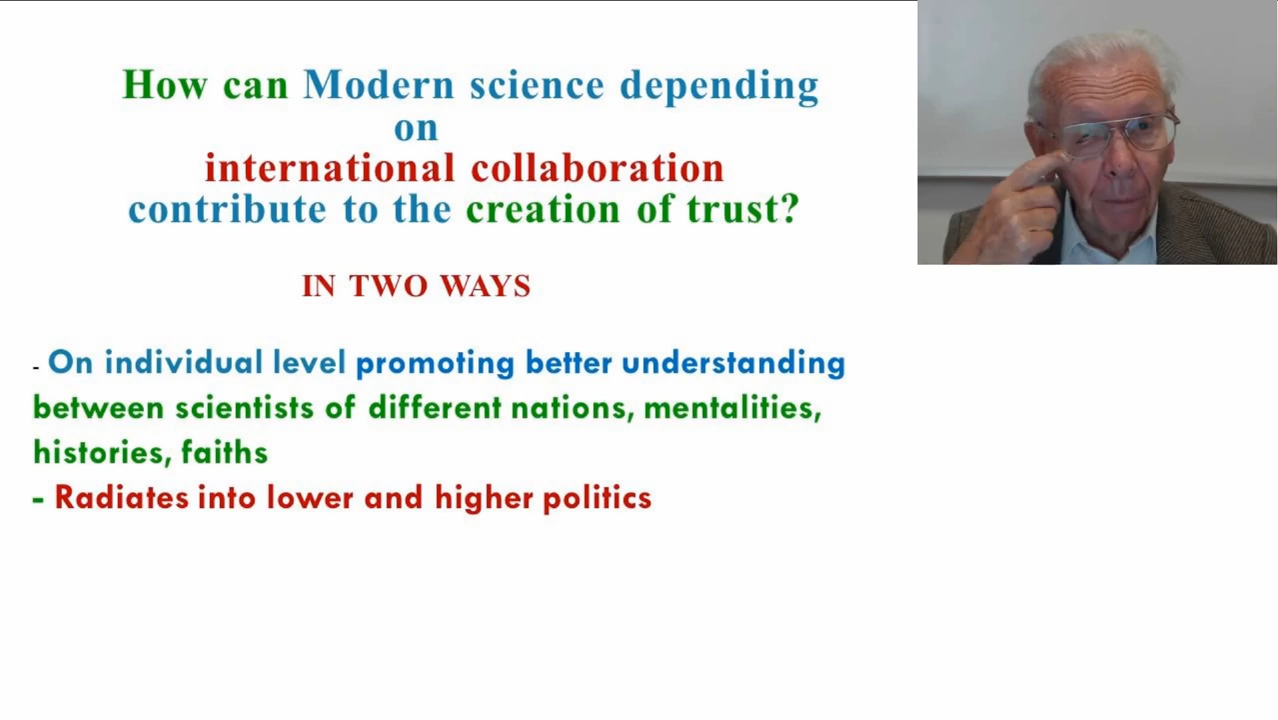 How can Modern science depending
on
international collaboration
contribute to the creation of trust?
IN TWO WAYS
- On individual level promoting better understanding
between scientists of different nations, mentalities,
histories, faiths
- Radiates into lower and higher politics